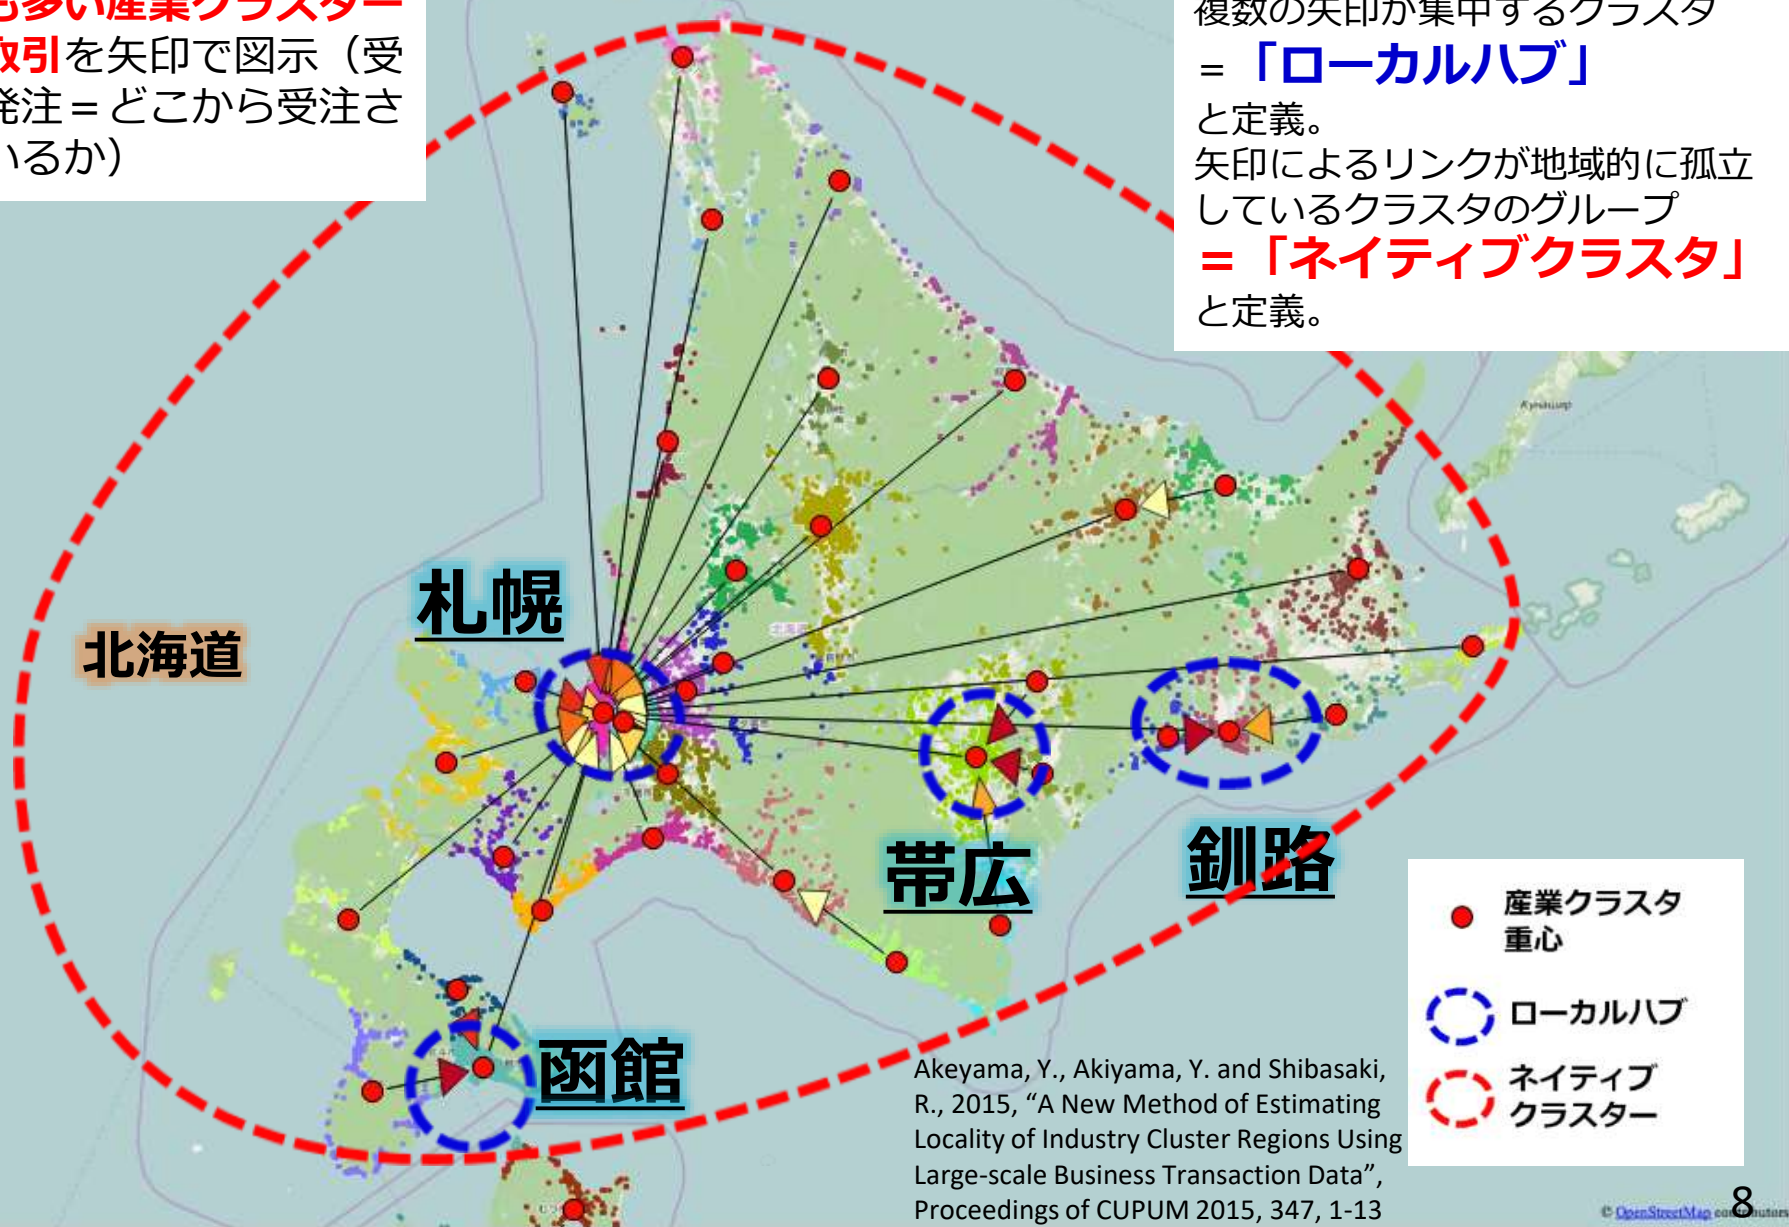 も多い産業クラスター
取引を矢印で図示（受
発注＝どこから受注さ
いるか）
複数の矢印が集中するクラスタ
＝「ローカルハブ」
と定義。
矢印によるリンクが地域的に孤立
しているクラスタのグループ
＝「ネイティブクラスタ」
と定義。
Кунашир
札幌
北海道
北海道
帯広
釧路
函館
産業クラスタ
重心
ローカルハブ
ネイティブ
クラスター
Akeyama, Y., Akiyama, Y. and Shibasaki,
R., 2015, “A New Method of Estimating
Locality of Industry Cluster Regions Using
Large-scale Business Transaction Data”,
Proceedings of CUPUM 2015, 347, 1-13
© OpenStreetMap contributors
8